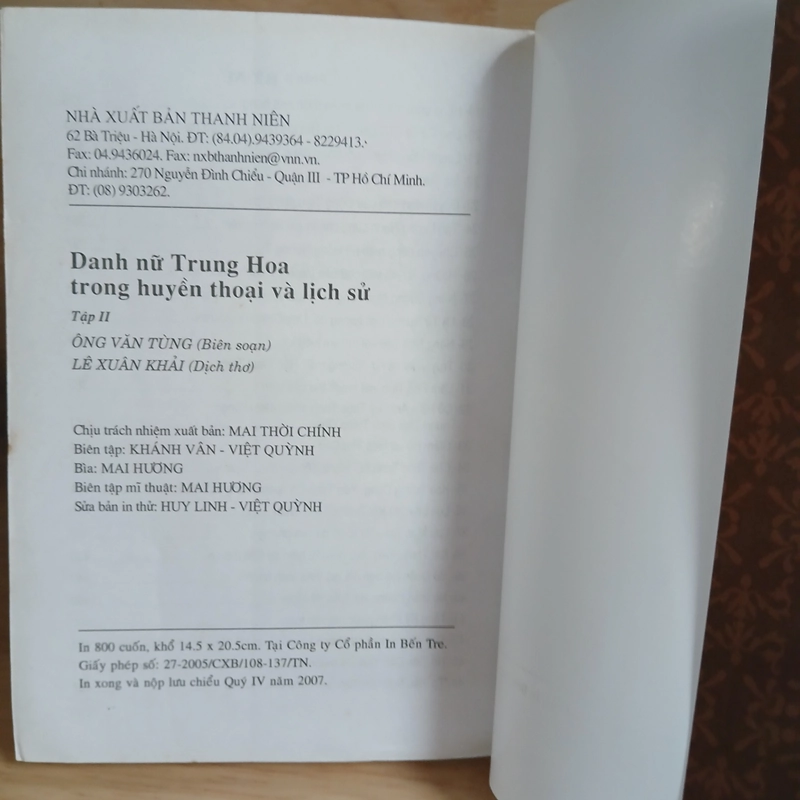 NHÀ XUẤT BẢN THANH NIÊN
62 Bà Triệu - Hà Nội. ĐT: (84.04).9439364 - 8229413.
Fax: 04.9436024. Fax: nxbthanhnien@vnn.vn.
Chi nhánh: 270 Nguyễn Đình Chiểu - Quận III - TP Hồ Chí Minh.
ĐT: (08) 9303262.
Danh nữ Trung Hoa
trong huyền thoại và lịch sử
Tập II
ÔNG VĂN TÙNG (Biên soạn)
LÊ XUÂN KHẢI (Dịch thơ)
Chịu trách nhiệm xuất bản: MAI THỜI CHÍNH
Biên tập: KHÁNH VÂN - VIỆT QUỲNH
Bìa: MAI HƯƠNG
Biên tập mĩ thuật: MAI HƯƠNG
Sửa bản in thử: HUY LINH - VIỆT QUỲNH
In 800 cuốn, khổ 14.5 x 20.5cm. Tại Công ty Cổ phần In Bến Tre.
Giấy phép số: 27-2005/CXB/108-137/TN.
In xong và nộp lưu chiểu Quý IV năm 2007.